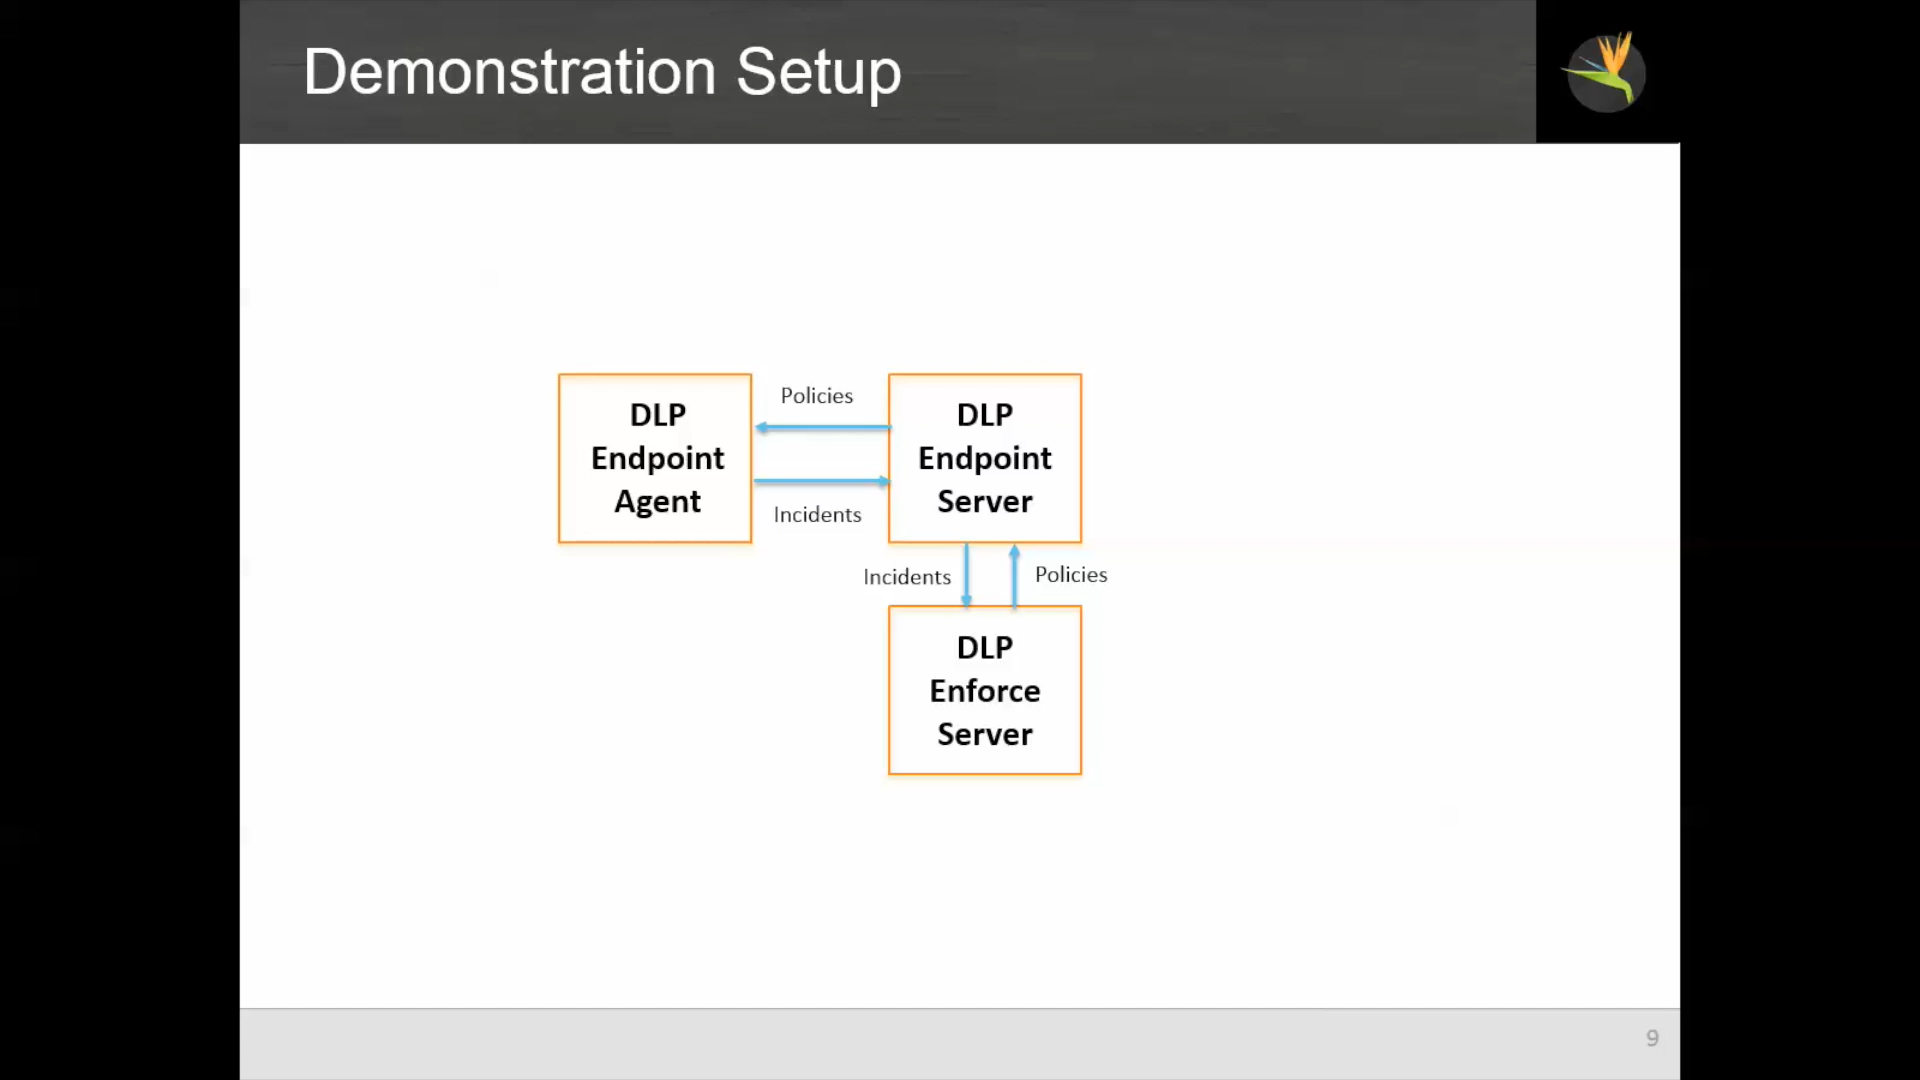 Demonstration Setup
DLP
Endpoint
Agent
Policies
Incidents
DLP
Endpoint
Server
Incidents
Policies
DLP
Enforce
Server
9